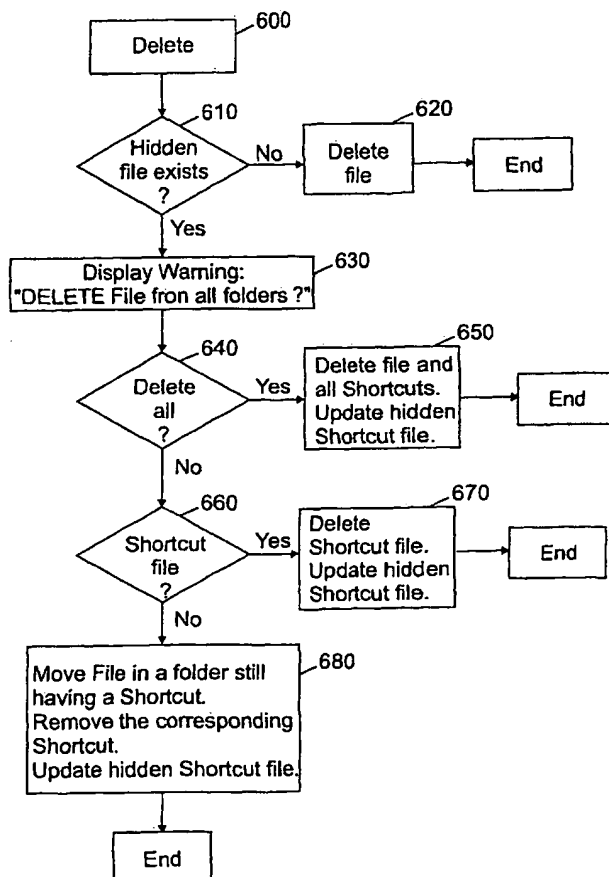 600
Delete
610
Hidden
file exists
?
No
620
Delete
file
End
Yes
630
Display Warning:
"DELETE File fron all folders ?"
640
Delete
all
?
Yes
650
Delete file and
all Shortcuts.
Update hidden
Shortcut file.
End
No
660
Shortcut
file
?
Yes
670
Delete
Shortcut file.
Update hidden
Shortcut file.
End
No
680
Move File in a folder still
having a Shortcut.
Remove the corresponding
Shortcut.
Update hidden Shortcut file.
End